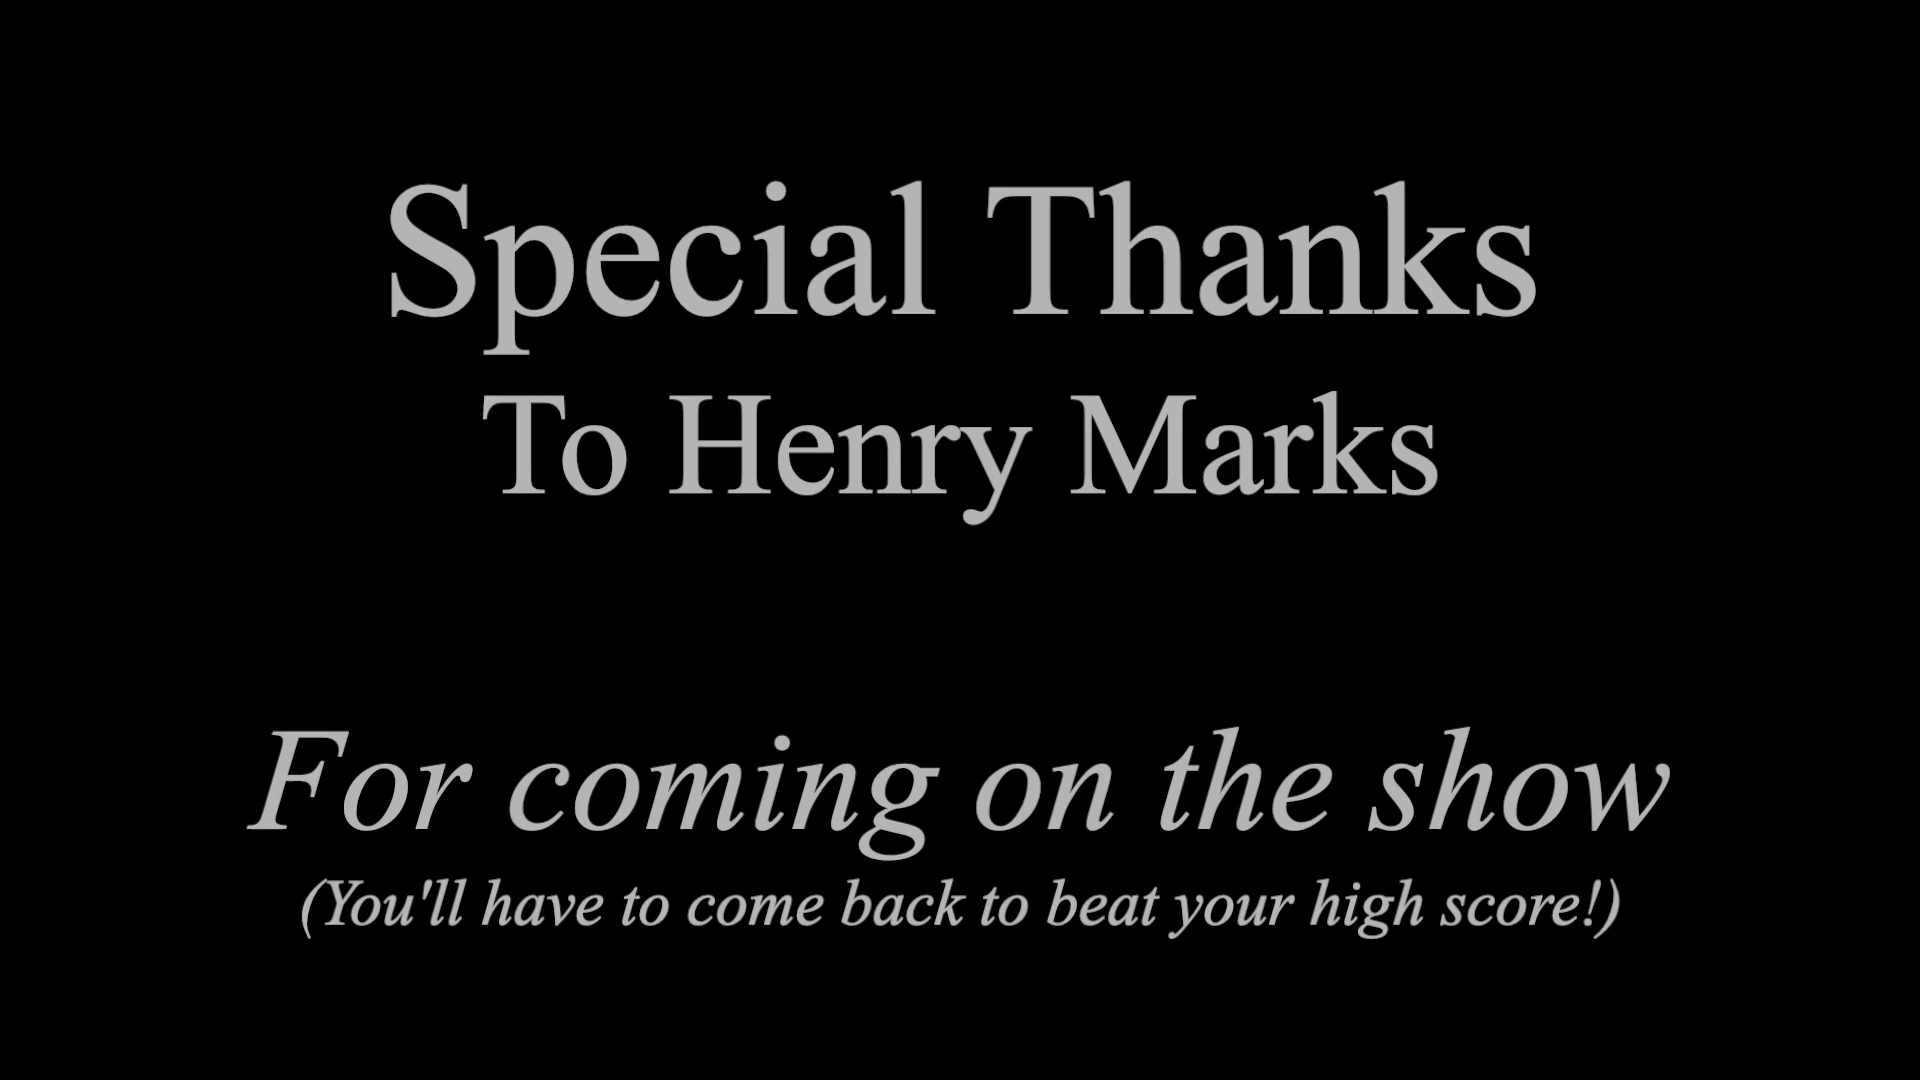 Special Thanks
To Henry Marks
For coming on the show
(You'll have to come back to beat your high score!)